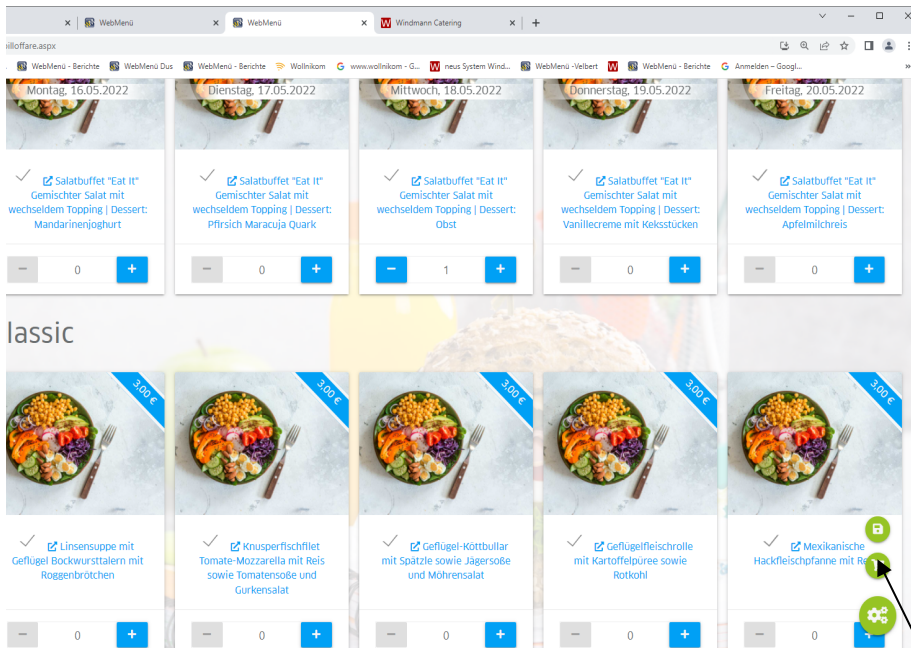 WebMenü
WebMenü
Windmann Catering
pilloffare.aspx
WebMenü - Berichte
WebMenü Dus
WebMenü - Berichte
Wollnikom
www.wollnikom - G...
neus System Wind...
WebMenü -Velbert
WebMenü - Berichte
Anmelden – Googl...
Montag, 16.05.2022
Dienstag, 17.05.2022
Mittwoch, 18.05.2022
Donnerstag, 19.05.2022
Freitag, 20.05.2022
Salatbuffet "Eat It"
Gemischter Salat mit
wechseldem Topping | Dessert:
Mandarinenjoghurt
Salatbuffet "Eat It"
Gemischter Salat mit
wechseldem Topping | Dessert:
Pfirsich Maracuja Quark
Salatbuffet "Eat It"
Gemischter Salat mit
wechseldem Topping | Dessert:
Obst
Salatbuffet "Eat It"
Gemischter Salat mit
wechseldem Topping | Dessert:
Vanillecreme mit Keksstücken
Salatbuffet "Eat It"
Gemischter Salat mit
wechseldem Topping | Dessert:
Apfelmilchreis
− 0 +
− 0 +
− 1 +
− 0 +
− 0 +
lassic
3,00 €
3,00 €
3,00 €
3,00 €
3,00 €
Linsensuppe mit
Geflügel Bockwursttalern mit
Roggenbrötchen
Knusperfischfilet
Tomate-Mozzarella mit Reis
sowie Tomatensoße und
Gurkensalat
Geflügel-Köttbullar
mit Spätzle sowie Jägersoße
und Möhrensalat
Geflügelfleischrolle
mit Kartoffelpüree sowie
Rotkohl
Mexikanische
Hackfleischpfanne mit
− 0 +
− 0 +
− 0 +
− 0 +
− 0 +